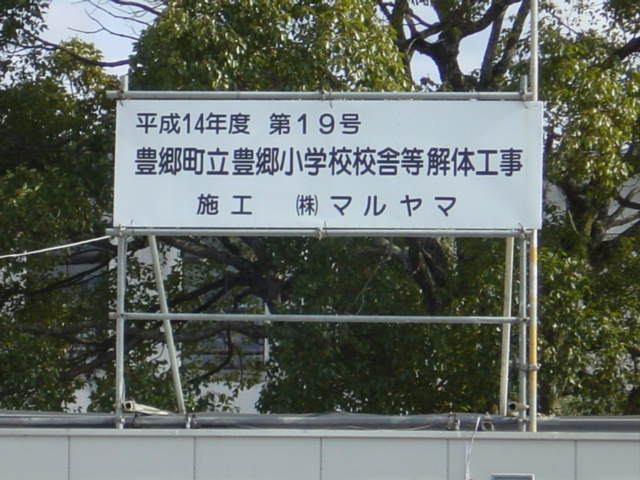 平成14年度 第19号
豊郷町立豊郷小学校校舎等解体工事
施工 ㈱マルヤマ